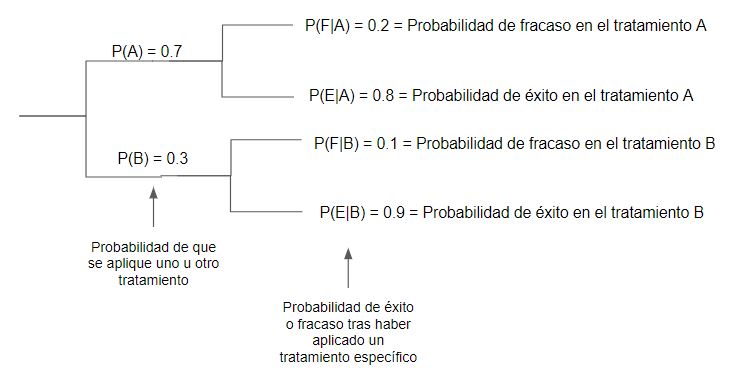 P(F|A) = 0.2 = Probabilidad de fracaso en el tratamiento A
P(A) = 0.7
P(E|A) = 0.8 = Probabilidad de éxito en el tratamiento A
P(F|B) = 0.1 = Probabilidad de fracaso en el tratamiento B
P(B) = 0.3
P(E|B) = 0.9 = Probabilidad de éxito en el tratamiento B
Probabilidad de que
se aplique uno u otro
tratamiento
Probabilidad de éxito
o fracaso tras haber
aplicado un
tratamiento específico